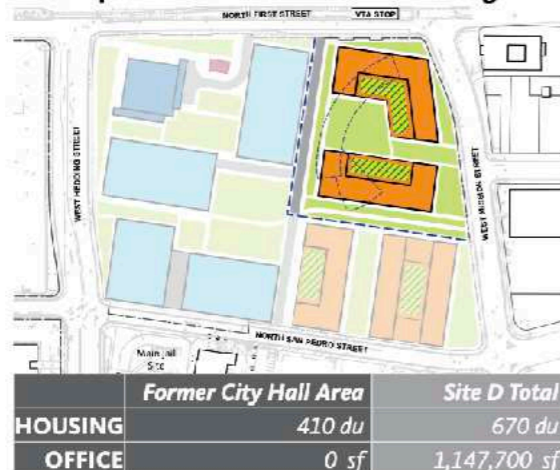 NORTH FIRST STREET
VTA STOP
WEST HEDDING STREET
WEST MISSION STREET
NORTH SAN PEDRO STREET
Main Jail
Site
Former City Hall Area Site D Total
HOUSING 410 du 670 du
OFFICE 0 sf 1,147,700 sf